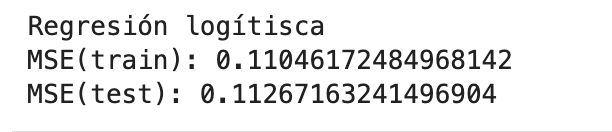 Regresión logítisca
MSE(train): 0.11046172484968142
MSE(test): 0.11267163241496904